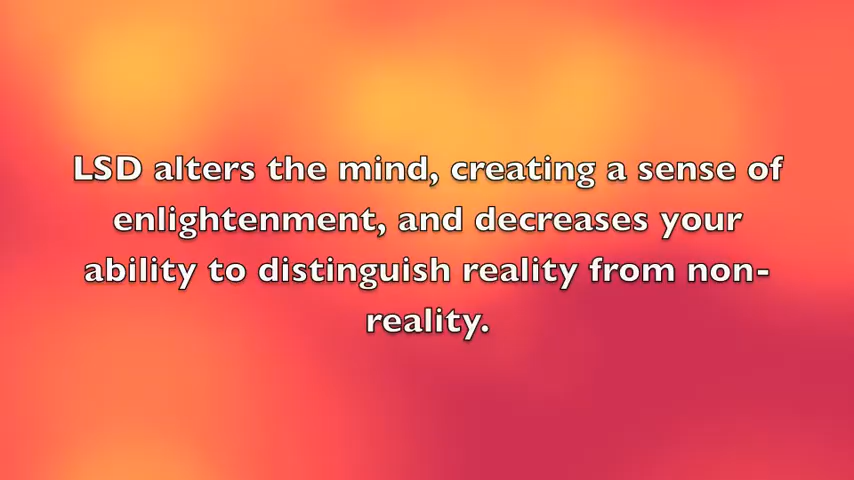 LSD alters the mind, creating a sense of
enlightenment, and decreases your
ability to distinguish reality from non-
reality.